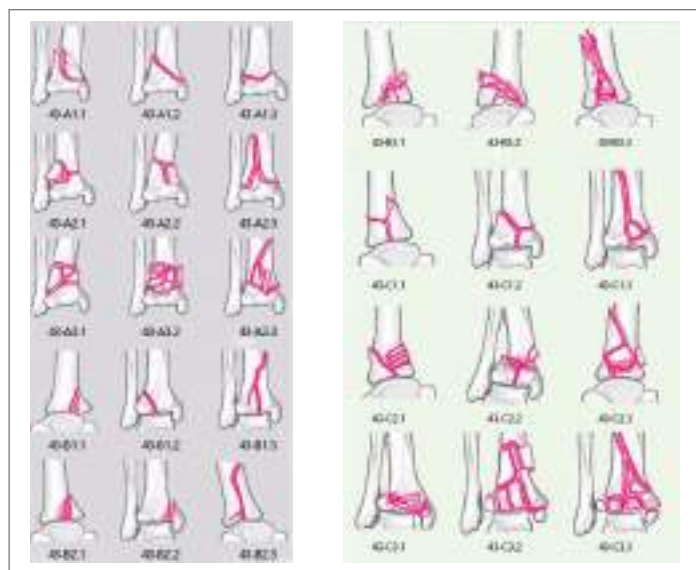 43-A1.1 43-A1.2 43-A1.3
43-A2.1 43-A2.2 43-A2.3
43-A3.1 43-A3.2 43-A3.3
43-B1.1 43-B1.2 43-B1.3
43-B2.1 43-B2.2 43-B2.3
43-B3.1 43-B3.2 43-B3.3
43-C1.1 43-C1.2 43-C1.3
43-C2.1 43-C2.2 43-C2.3
43-C3.1 43-C3.2 43-C3.3